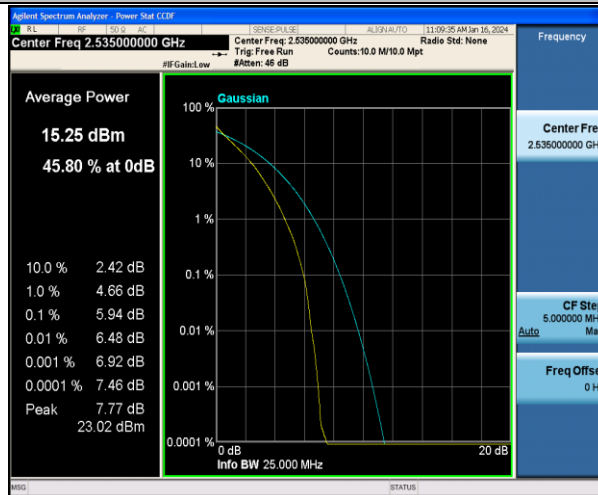 Agilent Spectrum Analyzer - Power Stat CCDF
RL RF 50 Ω AC SENSE:PULSE ALIGN AUTO 11:09:35 AM Jan 16, 2024
Center Freq 2.535000000 GHz
Center Freq: 2.535000000 GHz Radio Std: None
Trig: Free Run Counts:10.0 M/10.0 Mpt
#IFGain:Low #Atten: 46 dB
Frequency
Average Power
15.25 dBm
45.80 % at 0dB
10.0 % 2.42 dB
1.0 % 4.66 dB
0.1 % 5.94 dB
0.01 % 6.48 dB
0.001 % 6.92 dB
0.0001 % 7.46 dB
Peak 7.77 dB
23.02 dBm
Gaussian
100 %
10 %
1 %
0.1 %
0.01 %
0.001 %
0.0001 %
0 dB 20 dB
Info BW 25.000 MHz
Center Fre
2.535000000 GH
CF Ste
5.000000 MH
Auto Ma
Freq Offse
0 H
MSG STATUS